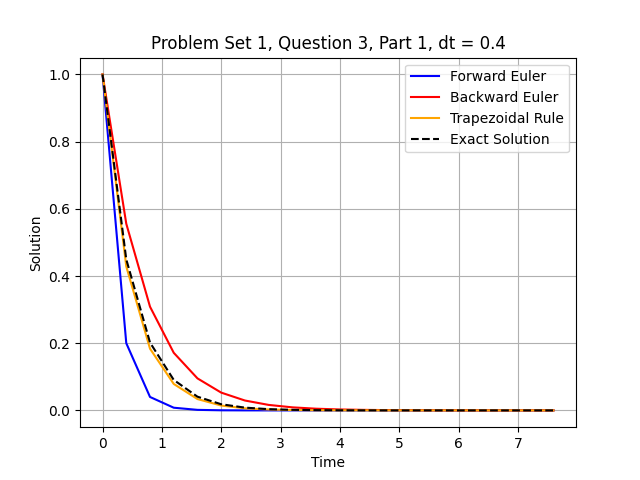 Problem Set 1, Question 3, Part 1, dt = 0.4
Forward Euler
Backward Euler
Trapezoidal Rule
Exact Solution
Solution
1.0
0.8
0.6
0.4
0.2
0.0
0 1 2 3 4 5 6 7
Time